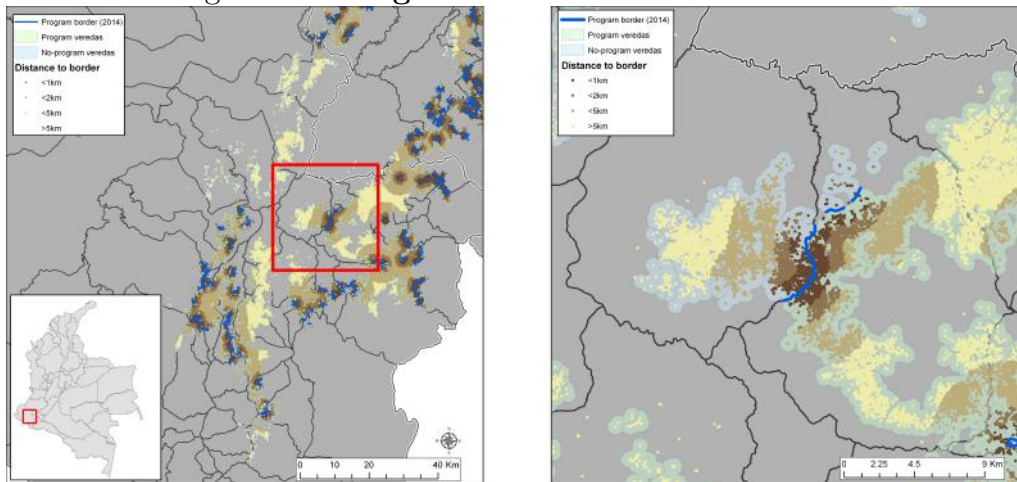 Program border (2014)
Program veredas
No-program veredas
Distance to border
<1km
<2km
<5km
>5km
0 10 20 40 Km
Program border (2014)
Program veredas
No-program veredas
Distance to border
<1km
<2km
<5km
>5km
0 2.25 4.5 9 Km